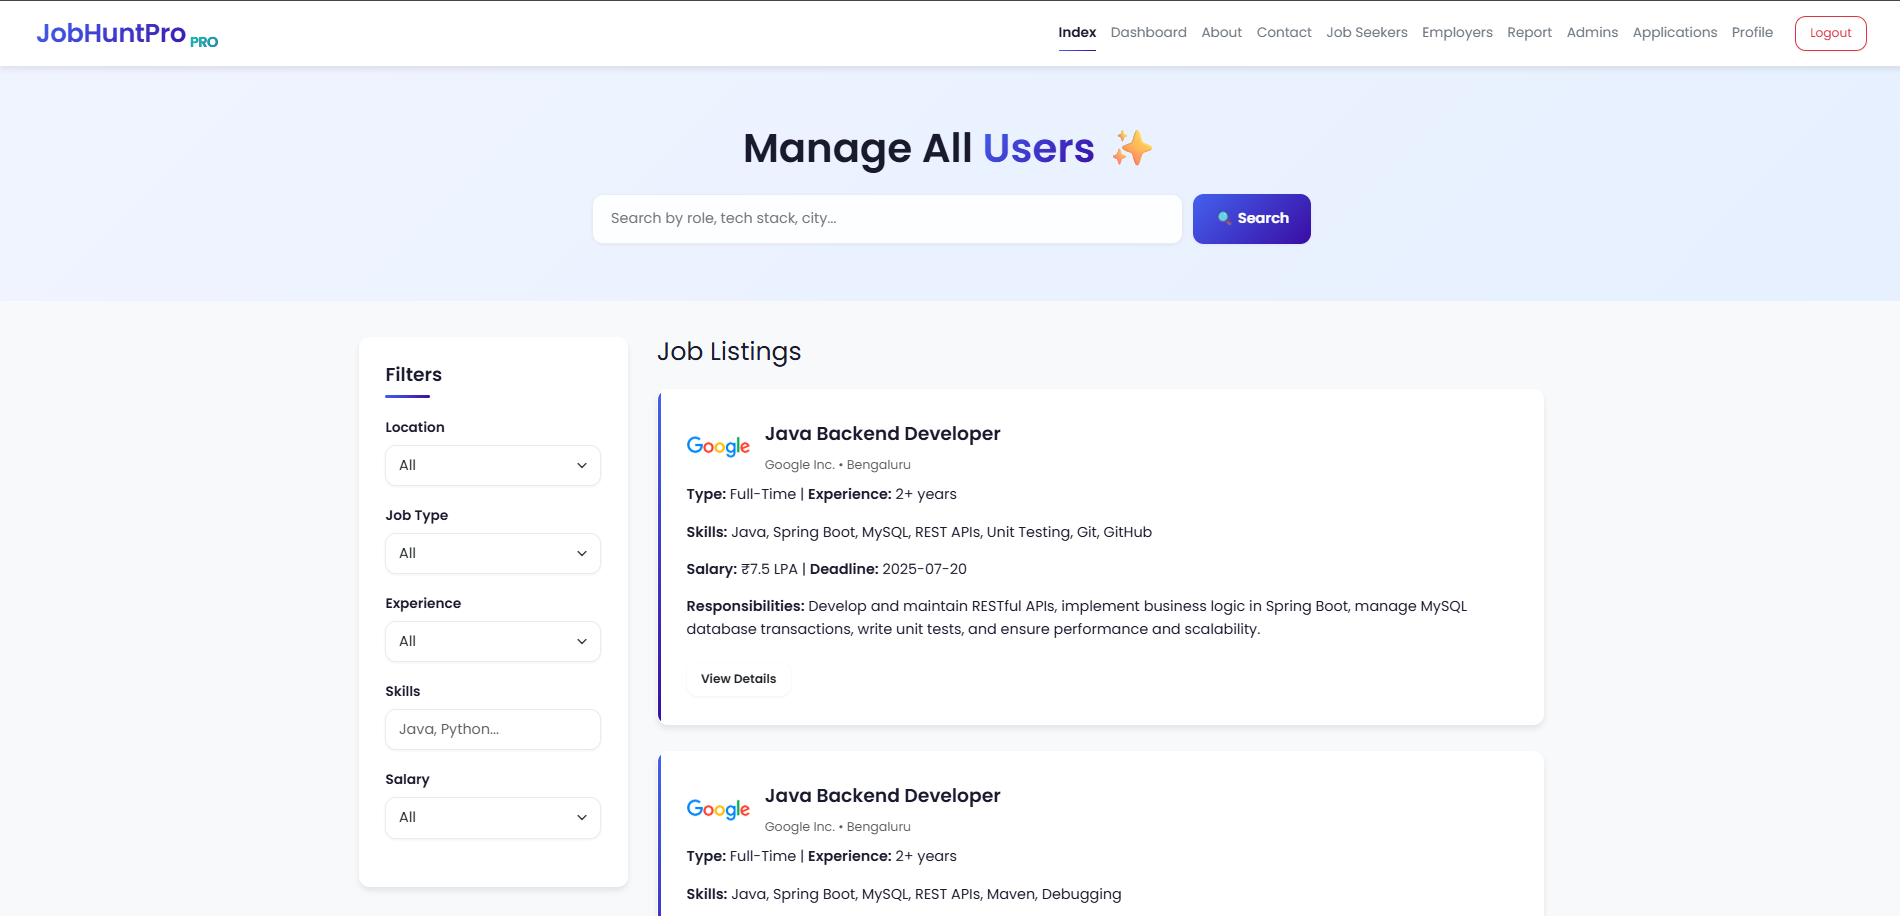 JobHuntPro PRO
Index Dashboard About Contact Job Seekers Employers Report Admins Applications Profile Logout
Manage All Users ✨
Search by role, tech stack, city...
🔍 Search
Filters
Location
All
Job Type
All
Experience
All
Skills
Java, Python...
Salary
All
Job Listings
Google
Java Backend Developer
Google Inc. • Bengaluru
Type: Full-Time | Experience: 2+ years
Skills: Java, Spring Boot, MySQL, REST APIs, Unit Testing, Git, GitHub
Salary: ₹7.5 LPA | Deadline: 2025-07-20
Responsibilities: Develop and maintain RESTful APIs, implement business logic in Spring Boot, manage MySQL
database transactions, write unit tests, and ensure performance and scalability.
View Details
Google
Java Backend Developer
Google Inc. • Bengaluru
Type: Full-Time | Experience: 2+ years
Skills: Java, Spring Boot, MySQL, REST APIs, Maven, Debugging